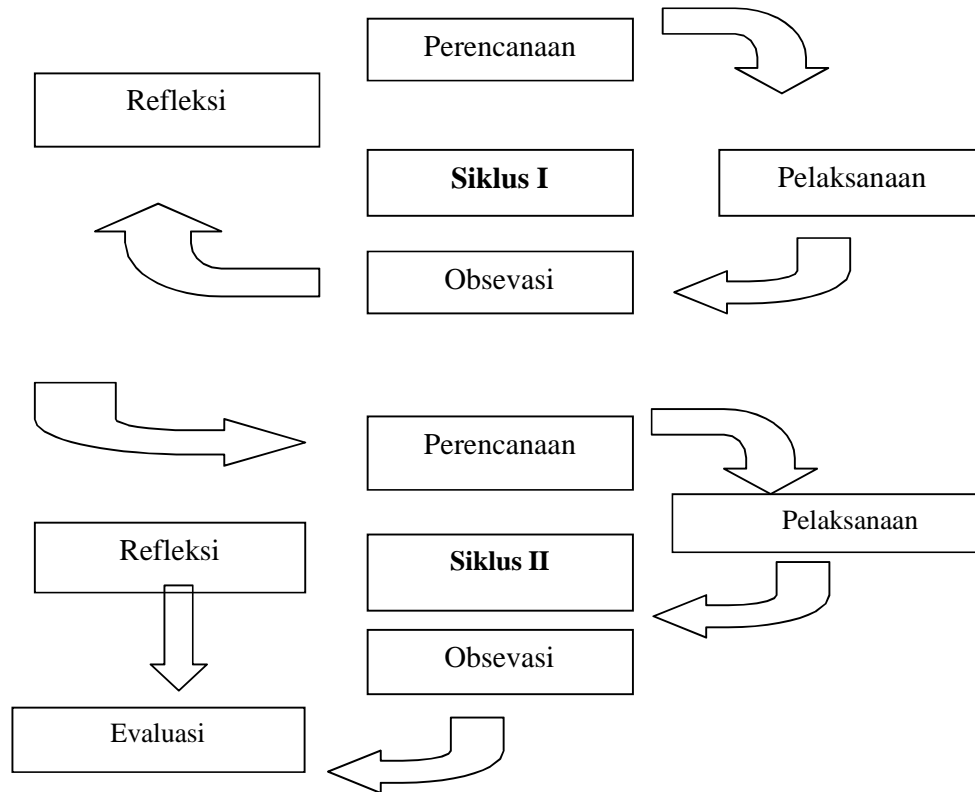 Perencanaan
Refleksi
Siklus I
Pelaksanaan
Obsevasi
Perencanaan
Pelaksanaan
Refleksi
Siklus II
Obsevasi
Evaluasi